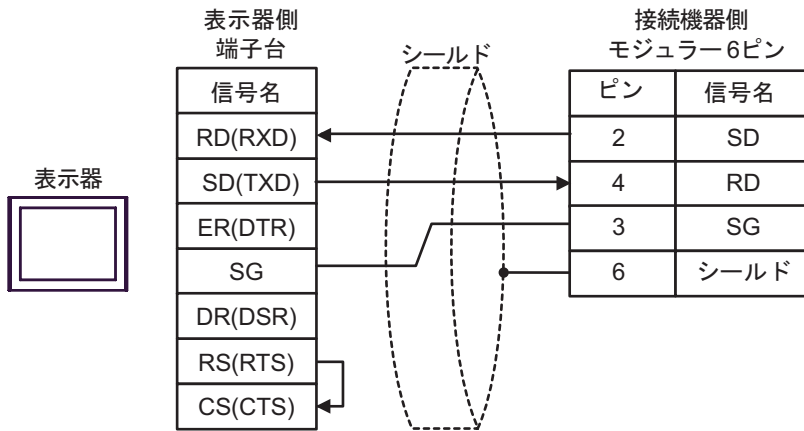 表示器側
端子台
シールド
接続機器側
モジュラー6ピン
表示器
信号名
RD(RXD)
SD(TXD)
ER(DTR)
SG
DR(DSR)
RS(RTS)
CS(CTS)
ピン 信号名
2 SD
4 RD
3 SG
6 シールド